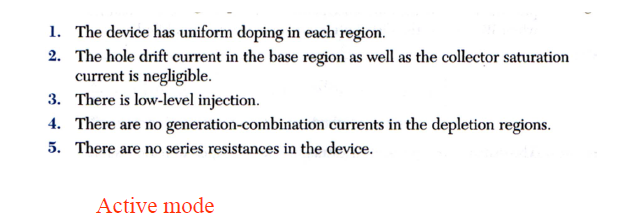 1. The device has uniform doping in each region.
2. The hole drift current in the base region as well as the collector saturation
current is negligible.
3. There is low-level injection.
4. There are no generation-combination currents in the depletion regions.
5. There are no series resistances in the device.
Active mode